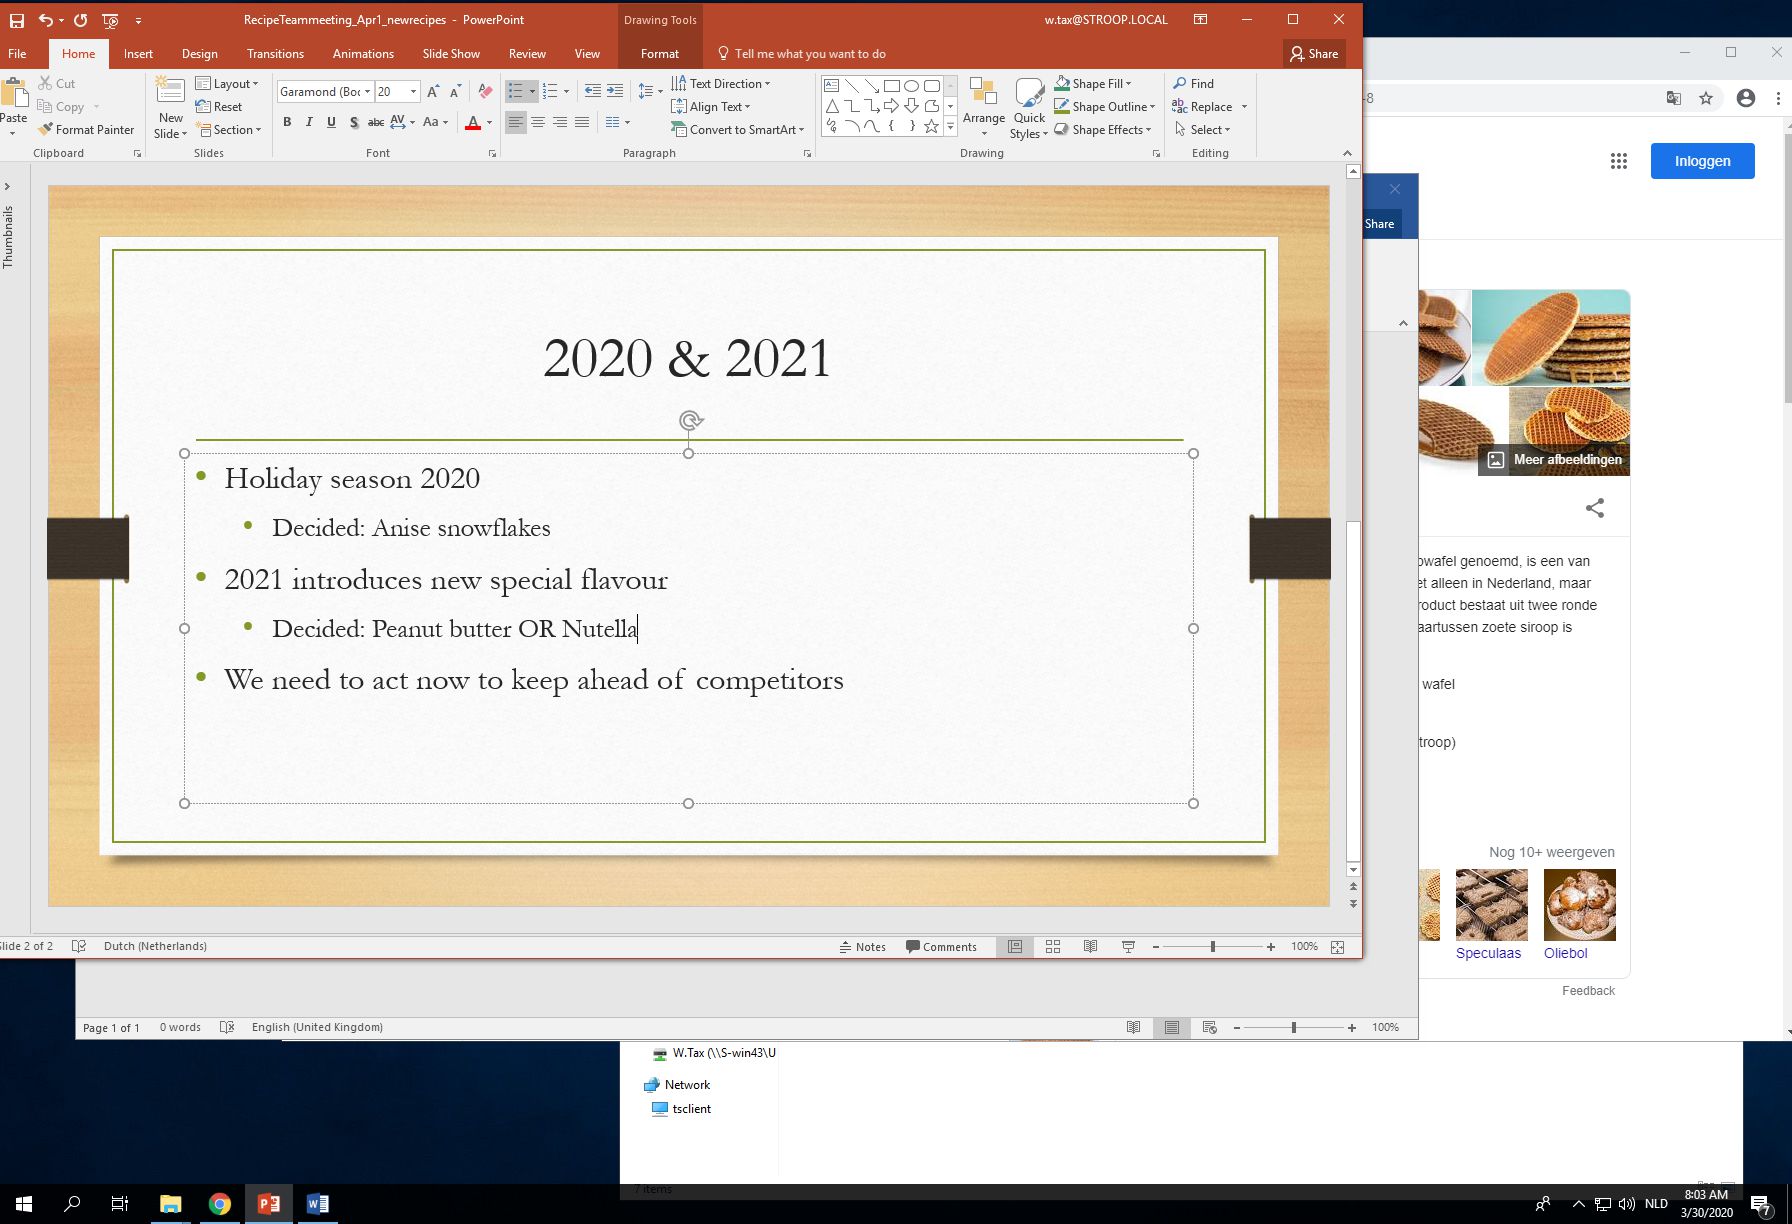 RecipeTeammeeting_Apr1_newrecipes - PowerPoint
Drawing Tools
w.tax@STROOP.LOCAL
File Home Insert Design Transitions Animations Slide Show Review View Format Tell me what you want to do Share
Paste
Cut
Copy
Format Painter
Clipboard
New Slide
Layout
Reset
Section
Slides
Garamond (Boc 20
B I U S abc AV Aa A
Font
Text Direction
Align Text
Convert to SmartArt
Paragraph
Arrange
Quick Styles
Shape Fill
Shape Outline
Shape Effects
Drawing
Find
Replace
Select
Editing
Thumbnails
2020 & 2021
• Holiday season 2020
• Decided: Anise snowflakes
• 2021 introduces new special flavour
• Decided: Peanut butter OR Nutella
• We need to act now to keep ahead of competitors
lide 2 of 2 Dutch (Netherlands) Notes Comments 100%
Share
Page 1 of 1 0 words English (United Kingdom) 100%
-8
Inloggen
Meer afbeeldingen
owafel genoemd, is een van
et alleen in Nederland, maar
roduct bestaat uit twee ronde
aartussen zoete siroop is
wafel
troop)
Nog 10+ weergeven
Speculaas Oliebol
Feedback
W.Tax (\\S-win43\U
Network
tsclient
7 items
NLD
8:03 AM
3/30/2020
7